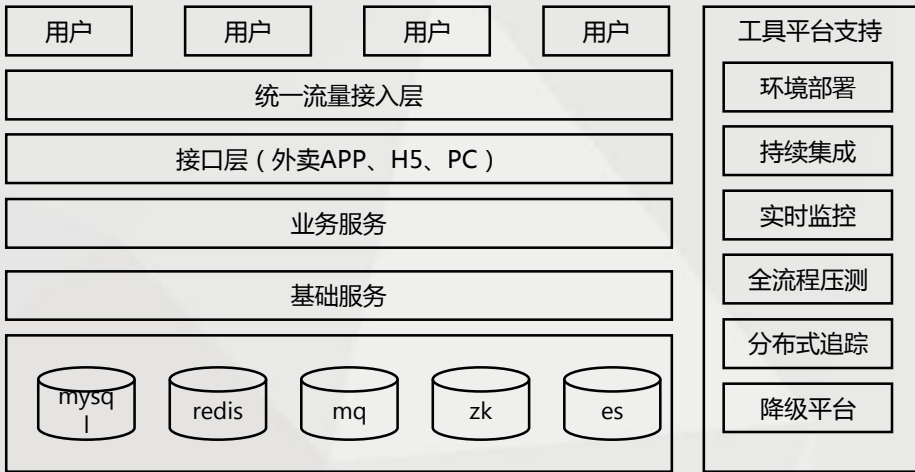 用户
用户
用户
用户
统一流量接入层
接口层（外卖APP、H5、PC）
业务服务
基础服务
mysq
l
redis
mq
zk
es
工具平台支持
环境部署
持续集成
实时监控
全流程压测
分布式追踪
降级平台